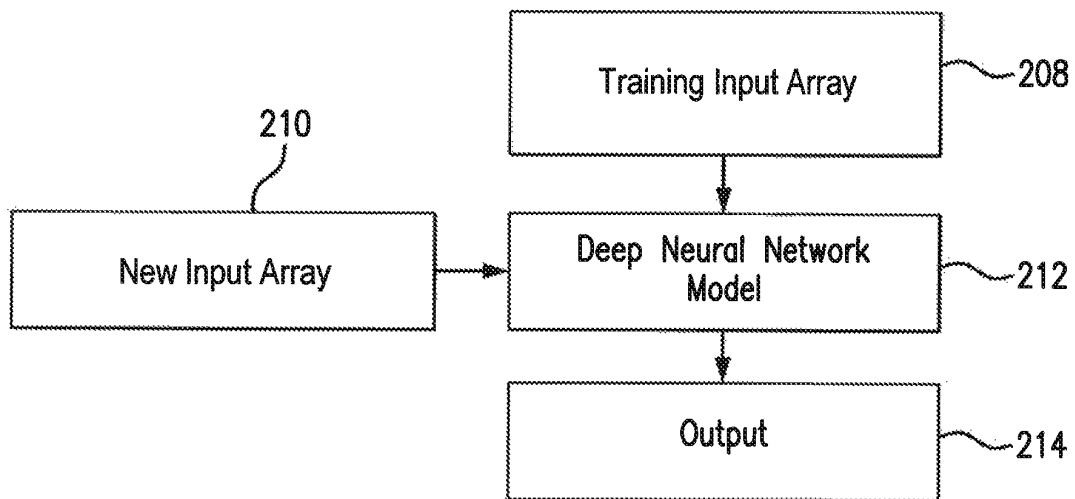 Training Input Array
208
210
New Input Array
Deep Neural Network
Model
212
Output
214